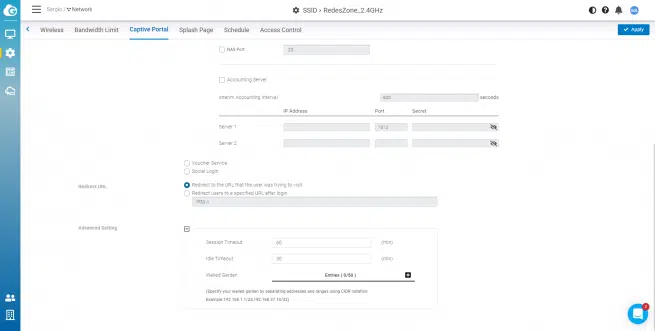 Sergio / Network
SSID > RedesZone_2.4GHz
Wireless
Bandwidth Limit
Captive Portal
Splash Page
Schedule
Access Control
Apply
NAS Port
Accounting Server
Interim Accounting Interval
600
seconds
IP Address
Port
Secret
Server 1
1813
Server 2
Voucher Service
Social Login
Redirect URL
Redirect to the URL that the user was trying to visit
Redirect users to a specified URL after login
Advanced Setting
Session Timeout
60
(min)
Idle Timeout
30
(min)
Walled Garden
Entries ( 0/50 )
(Specify your walled garden by separating addresses and ranges using CIDR notation
Example:192.168.1.1/24,192.168.37.10/32)